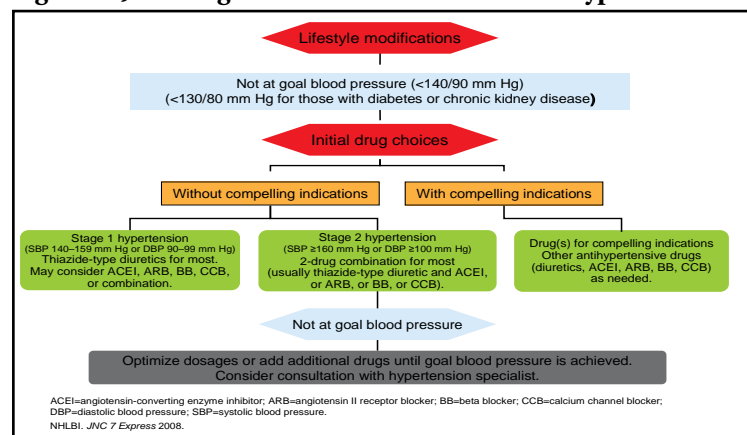 Lifestyle modifications
Not at goal blood pressure (<140/90 mm Hg)
(<130/80 mm Hg for those with diabetes or chronic kidney disease)
Initial drug choices
Without compelling indications
With compelling indications
Stage 1 hypertension
(SBP 140–159 mm Hg or DBP 90–99 mm Hg)
Thiazide-type diuretics for most.
May consider ACEI, ARB, BB, CCB,
or combination.
Stage 2 hypertension
(SBP ≥160 mm Hg or DBP ≥100 mm Hg)
2-drug combination for most
(usually thiazide-type diuretic and ACEI,
or ARB, or BB, or CCB).
Drug(s) for compelling indications
Other antihypertensive drugs
(diuretics, ACEI, ARB, BB, CCB)
as needed.
Not at goal blood pressure
Optimize dosages or add additional drugs until goal blood pressure is achieved.
Consider consultation with hypertension specialist.
ACEI=angiotensin-converting enzyme inhibitor; ARB=angiotensin II receptor blocker; BB=beta blocker; CCB=calcium channel blocker;
DBP=diastolic blood pressure; SBP=systolic blood pressure.
NHLBI. JNC 7 Express 2008.